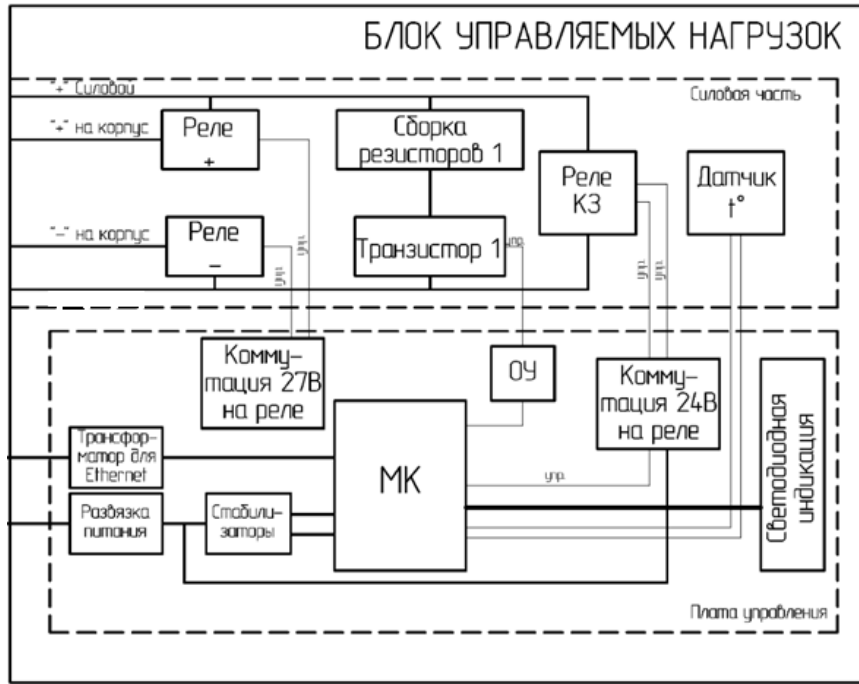 БЛОК УПРАВЛЯЕМЫХ НАГРУЗОК
"+" Силовой
Силовая часть
"+" на корпус
Реле
+
Сборка
резисторов 1
Реле
КЗ
Датчик
t°
"–" на корпус
Реле
–
Транзистор 1
упр.
упр.
упр.
упр.
упр.
Комму-
тация 27В
на реле
ОУ
Комму-
тация 24В
на реле
Светодиодная
индикация
Трансфор-
матор для
Ethernet
МК
упр.
Развязка
питания
Стабили-
заторы
Плата управления